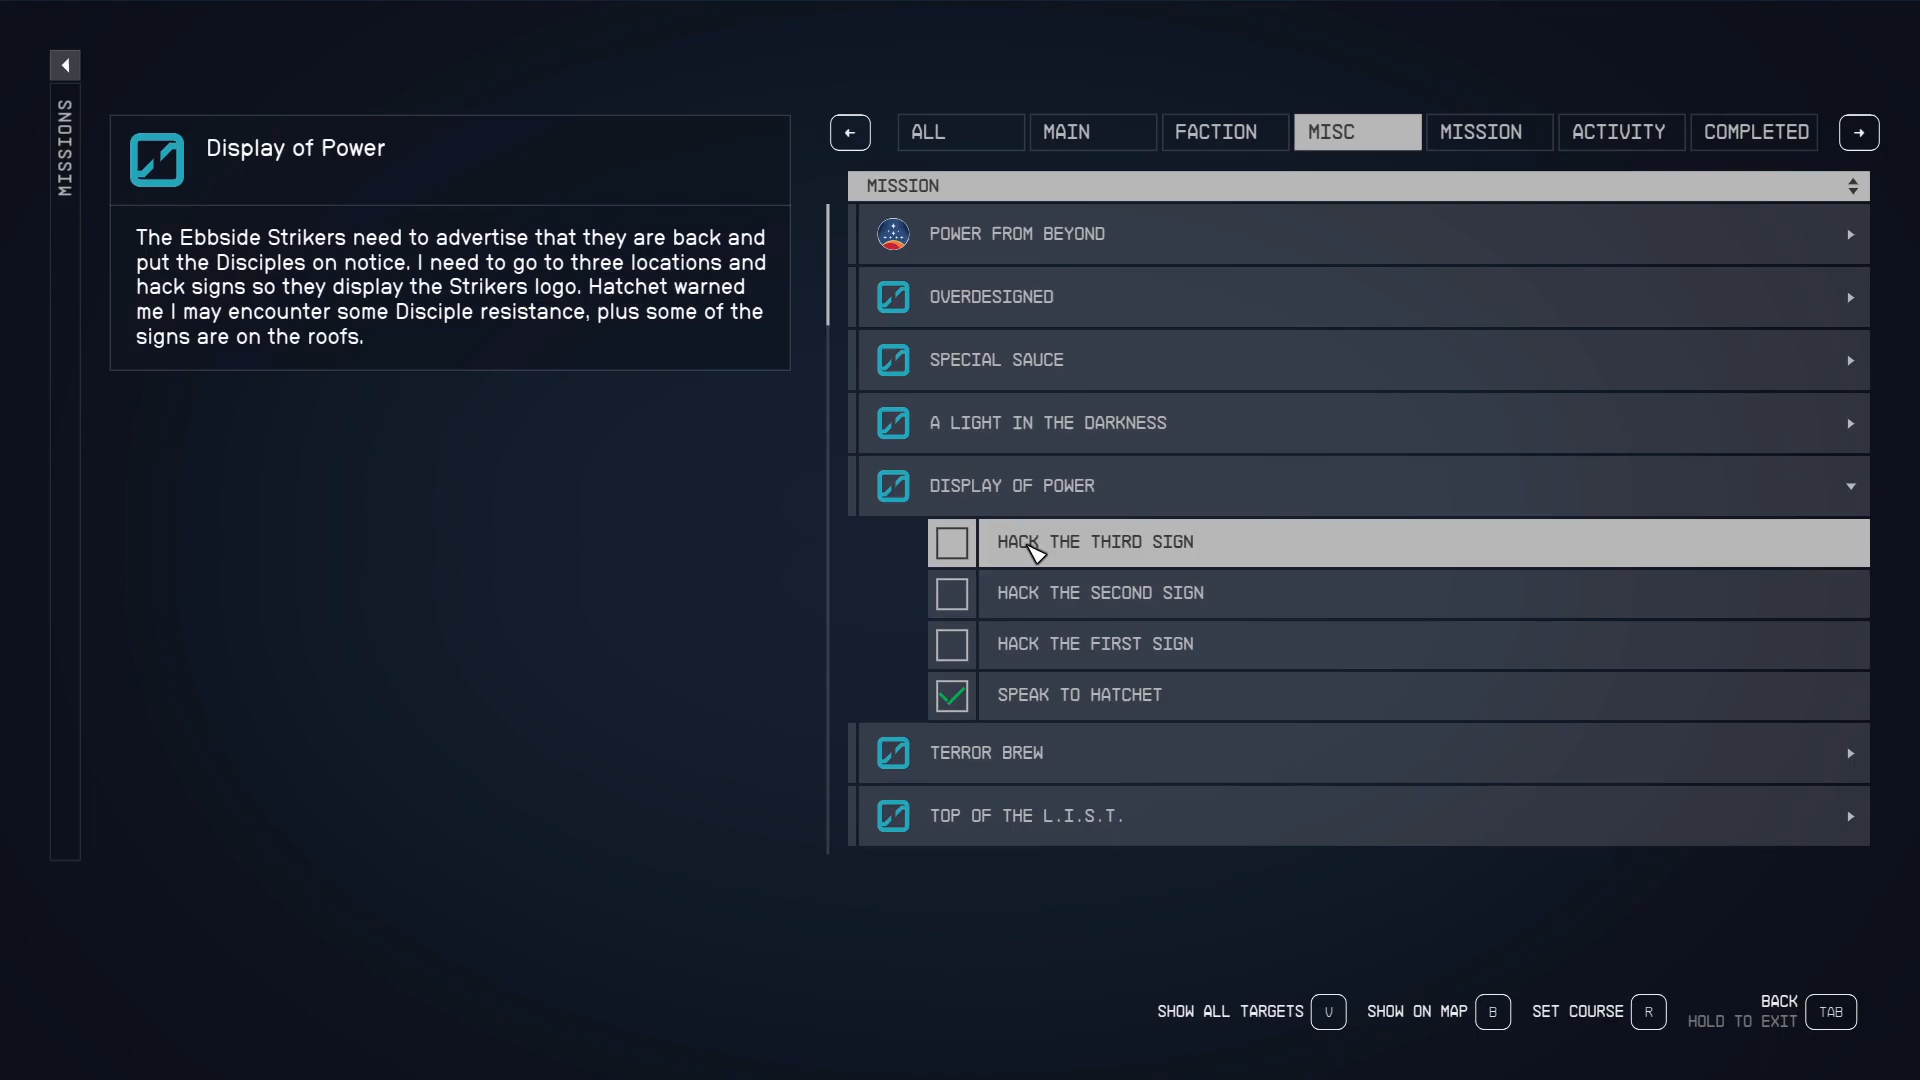 MISSIONS
Display of Power
The Ebbside Strikers need to advertise that they are back and
put the Disciples on notice. I need to go to three locations and
hack signs so they display the Strikers logo. Hatchet warned
me I may encounter some Disciple resistance, plus some of the
signs are on the roofs.
ALL MAIN FACTION MISC MISSION ACTIVITY COMPLETED
MISSION
POWER FROM BEYOND
OVERDESIGNED
SPECIAL SAUCE
A LIGHT IN THE DARKNESS
DISPLAY OF POWER
HACK THE THIRD SIGN
HACK THE SECOND SIGN
HACK THE FIRST SIGN
SPEAK TO HATCHET
TERROR BREW
TOP OF THE L.I.S.T.
SHOW ALL TARGETS V SHOW ON MAP B SET COURSE R BACK TAB
HOLD TO EXIT